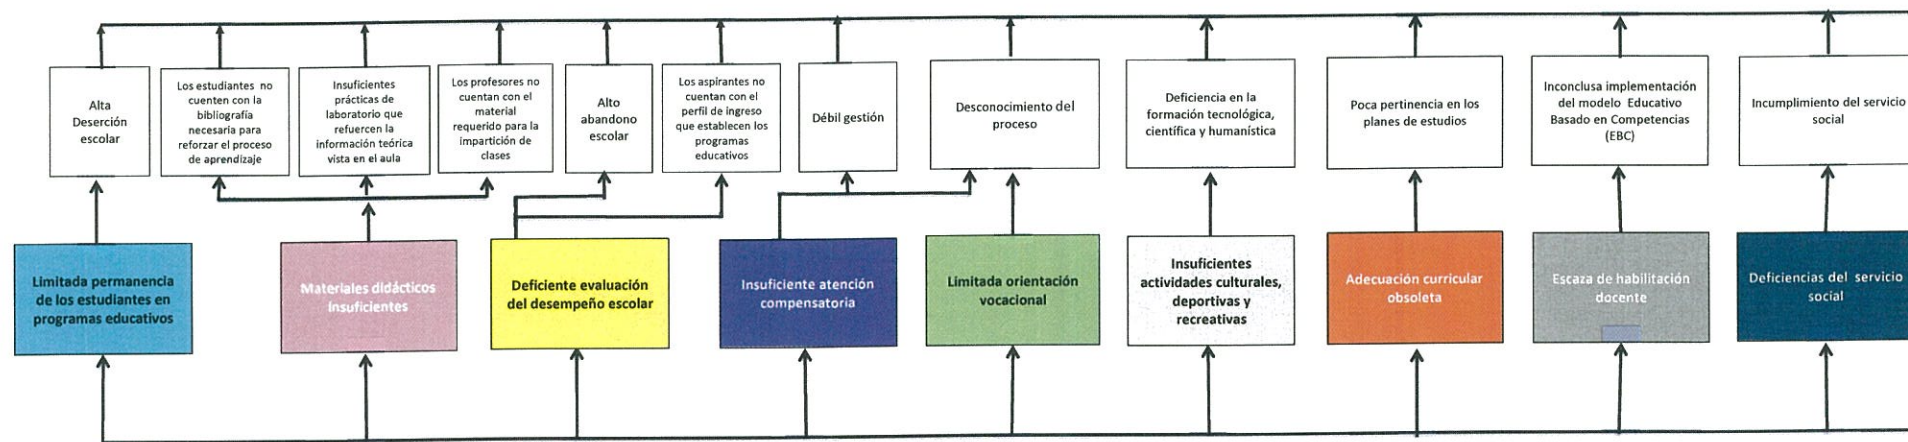 Alta
Deserción
escolar
Los estudiantes no
cuenten con la
bibliografía
necesaria para
reforzar el proceso
de aprendizaje
Insuficientes
prácticas de
laboratorio que
refuercen la
información teórica
vista en el aula
Los profesores no
cuentan con el
material
requerido para la
impartición de
clases
Alto
abandono
escolar
Los aspirantes no
cuentan con el
perfil de ingreso
que establecen los
programas
educativos
Débil gestión
Desconocimiento del
proceso
Deficiencia en la
formación tecnológica,
científica y humanística
Poca pertinencia en los
planes de estudios
Inconclusa implementación
del modelo Educativo
Basado en Competencias
(EBC)
Incumplimiento del servicio
social
Limitada permanencia
de los estudiantes en
programas educativos
Materiales didácticos
Insuficientes
Deficiente evaluación
del desempeño escolar
Insuficiente atención
compensatoria
Limitada orientación
vocacional
Insuficientes
actividades culturales,
deportivas y
recreativas
Adecuación curricular
obsoleta
Escaza de habilitación
docente
Deficiencias del servicio
social